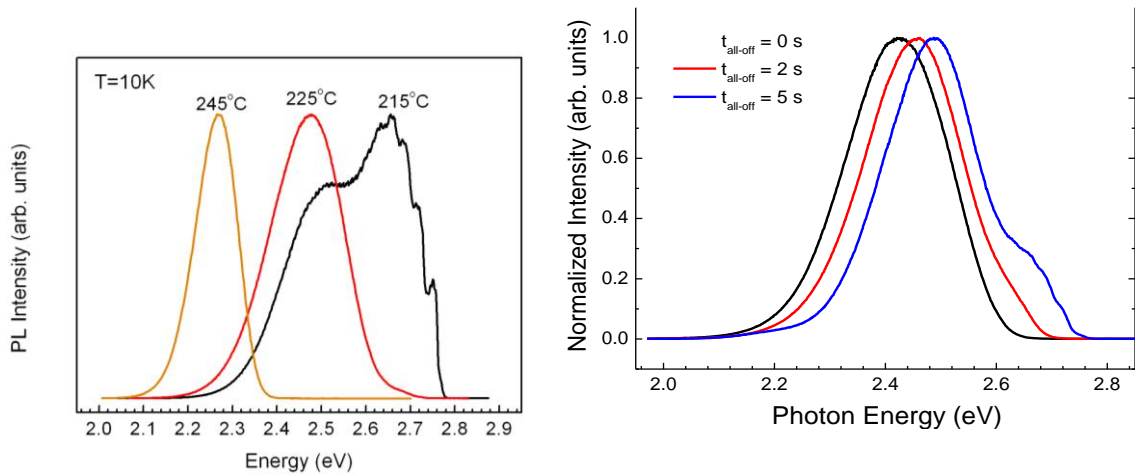 T=10K
245°C
225°C
215°C
PL Intensity (arb. units)
2.0 2.1 2.2 2.3 2.4 2.5 2.6 2.7 2.8 2.9
Energy (eV)
t all-off = 0 s
t all-off = 2 s
t all-off = 5 s
Normalized Intensity (arb. units)
1.0
0.8
0.6
0.4
0.2
0.0
2.0 2.2 2.4 2.6 2.8
Photon Energy (eV)